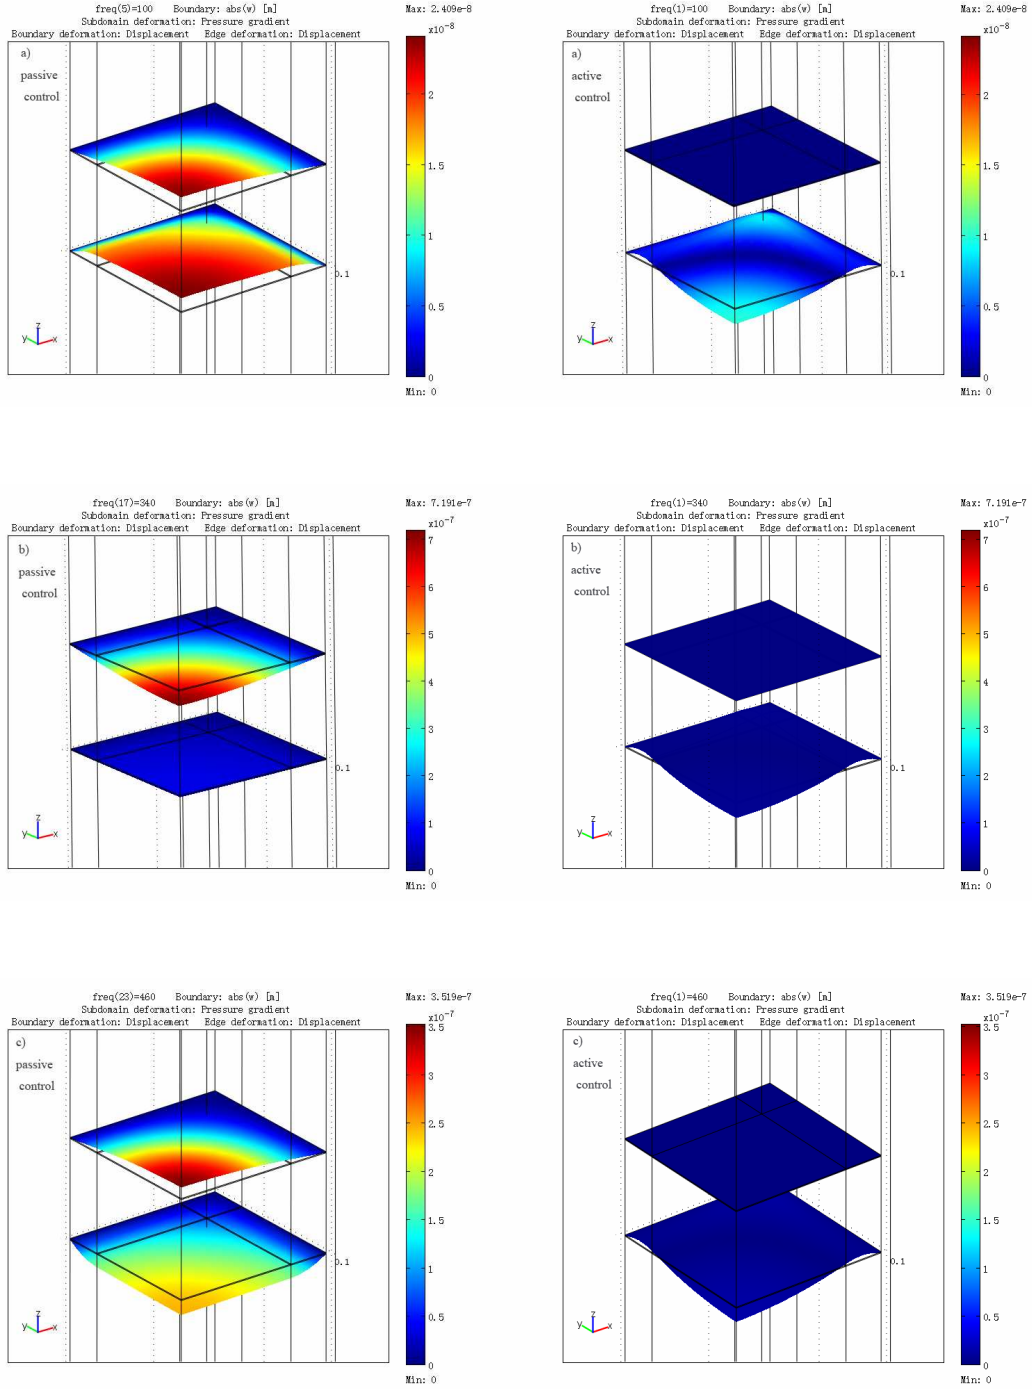 freq(5)=100 Boundary: abs(w) [m] Max: 2.409e-8
Subdomain deformation: Pressure gradient
Boundary deformation: Displacement Edge deformation: Displacement
x10⁻⁸
a)
passive
control
2
1.5
1
0.5
0
0.1
z
y
x
Min: 0
freq(1)=100 Boundary: abs(w) [m] Max: 2.409e-8
Subdomain deformation: Pressure gradient
Boundary deformation: Displacement Edge deformation: Displacement
x10⁻⁸
a)
active
control
2
1.5
1
0.5
0
0.1
z
y
x
Min: 0
freq(17)=340 Boundary: abs(w) [m] Max: 7.191e-7
Subdomain deformation: Pressure gradient
Boundary deformation: Displacement Edge deformation: Displacement
x10⁻⁷
b)
passive
control
7
6
5
4
3
2
1
0
0.1
z
y
x
Min: 0
freq(1)=340 Boundary: abs(w) [m] Max: 7.191e-7
Subdomain deformation: Pressure gradient
Boundary deformation: Displacement Edge deformation: Displacement
x10⁻⁷
b)
active
control
7
6
5
4
3
2
1
0
0.1
z
y
x
Min: 0
freq(23)=460 Boundary: abs(w) [m] Max: 3.519e-7
Subdomain deformation: Pressure gradient
Boundary deformation: Displacement Edge deformation: Displacement
x10⁻⁷
c)
passive
control
3.5
3
2.5
2
1.5
1
0.5
0
0.1
z
y
x
Min: 0
freq(1)=460 Boundary: abs(w) [m] Max: 3.519e-7
Subdomain deformation: Pressure gradient
Boundary deformation: Displacement Edge deformation: Displacement
x10⁻⁷
c)
active
control
3.5
3
2.5
2
1.5
1
0.5
0
0.1
z
y
x
Min: 0